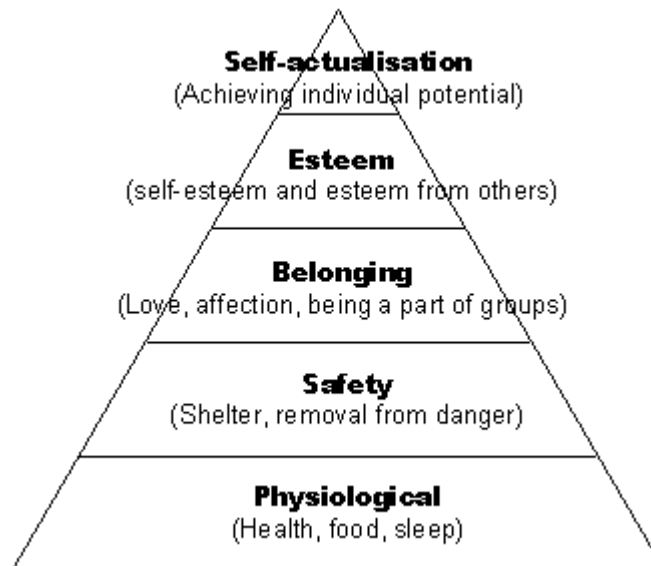 Self-actualisation
(Achieving individual potential)
Esteem
(self-esteem and esteem from others)
Belonging
(Love, affection, being a part of groups)
Safety
(Shelter, removal from danger)
Physiological
(Health, food, sleep)